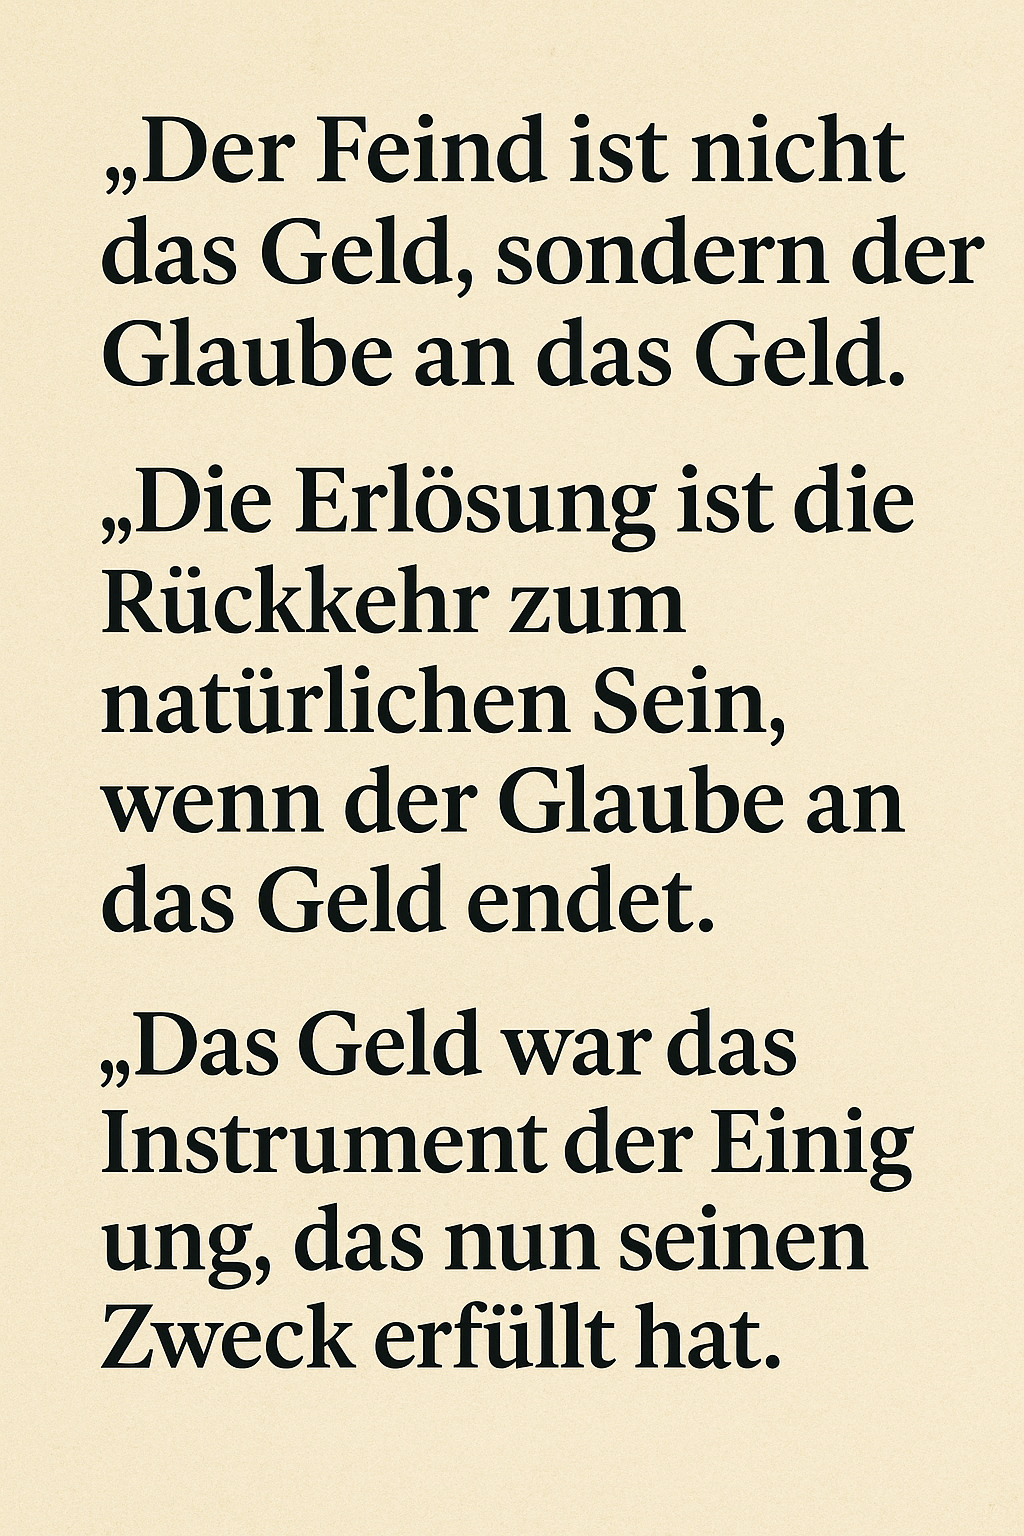 „Der Feind ist nicht
das Geld, sondern der
Glaube an das Geld.
„Die Erlösung ist die
Rückkehr zum
natürlichen Sein,
wenn der Glaube an
das Geld endet.
„Das Geld war das
Instrument der Einig
ung, das nun seinen
Zweck erfüllt hat.